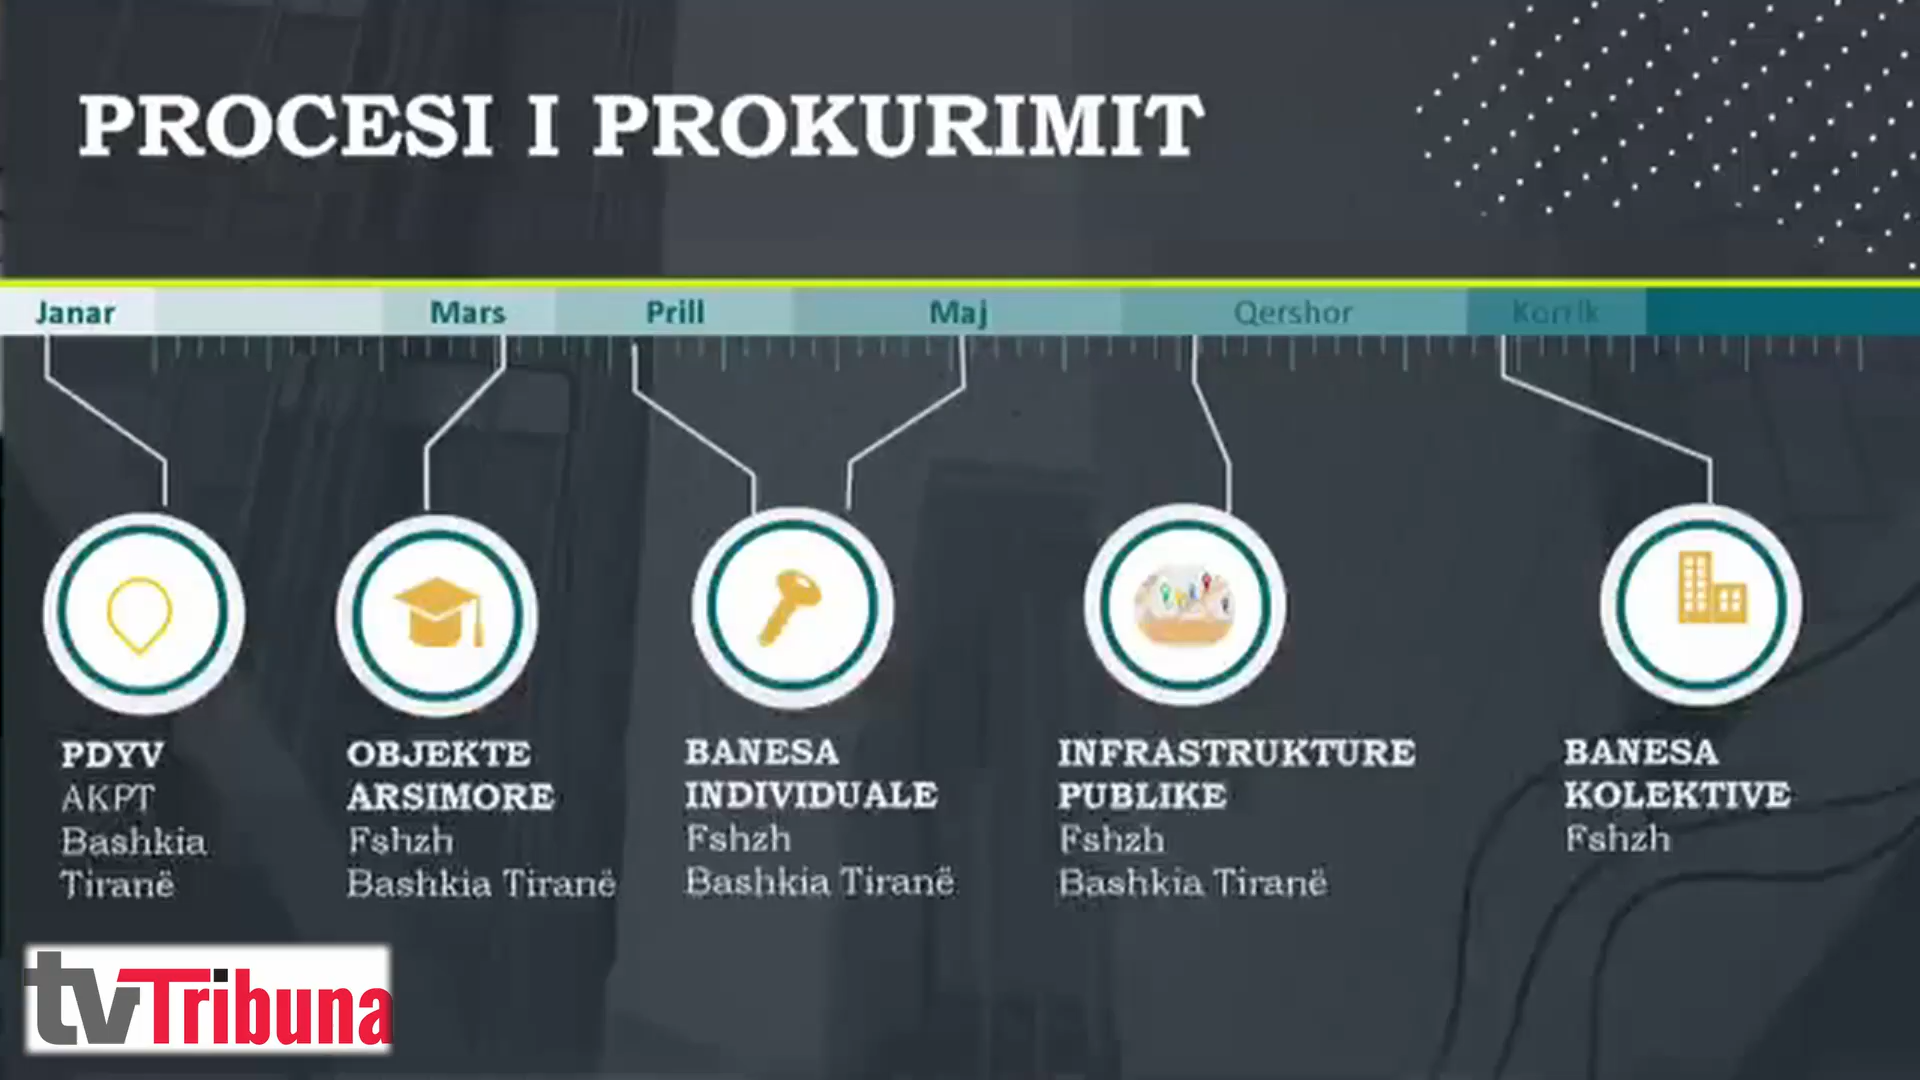 PROCESI I PROKURIMIT
Janar
Mars
Prill
Maj
Qershor
Korrik
PDYV
AKPT
Bashkia
Tiranë
OBJEKTE
ARSIMORE
Fshzh
Bashkia Tiranë
BANESA
INDIVIDUALE
Fshzh
Bashkia Tiranë
INFRASTRUKTURE
PUBLIKE
Fshzh
Bashkia Tiranë
BANESA
KOLEKTIVE
Fshzh
tvTribuna